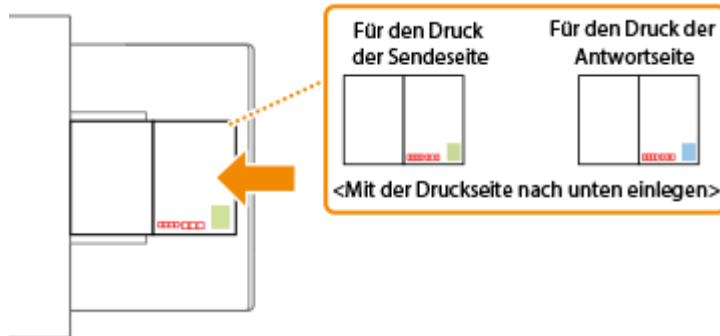 Für den Druck
der Sendeseite
Für den Druck der
Antwortseite
<Mit der Druckseite nach unten einlegen>